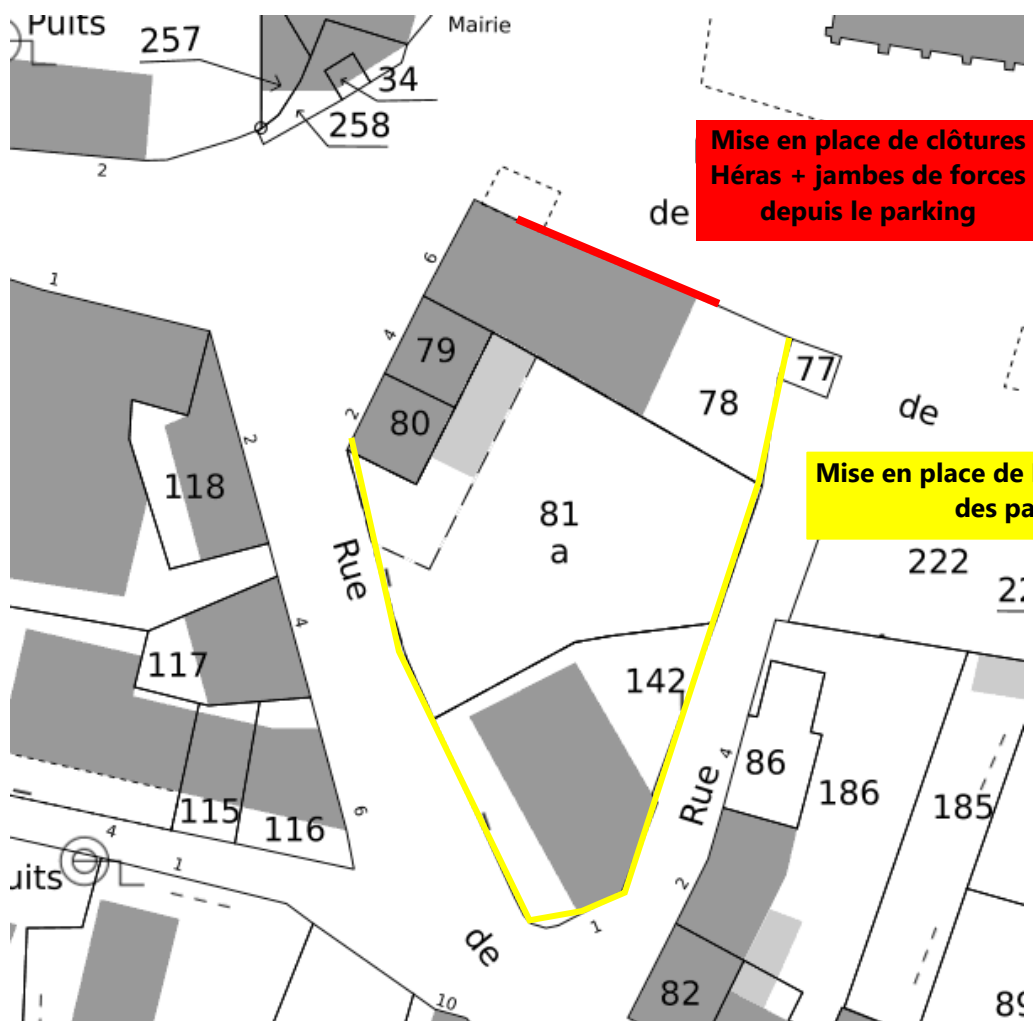 Puits
Mairie
257
34
258
2
Mise en place de clôtures
Héras + jambes de forces
depuis le parking
de
6
1
4
79
77
78
de
2
80
2
Mise en place de
des pa
118
81
a
Rue
222
22
4
117
142
4
86
Rue
186
185
115
116
6
4
1
uits
2
1
de
82
10
89